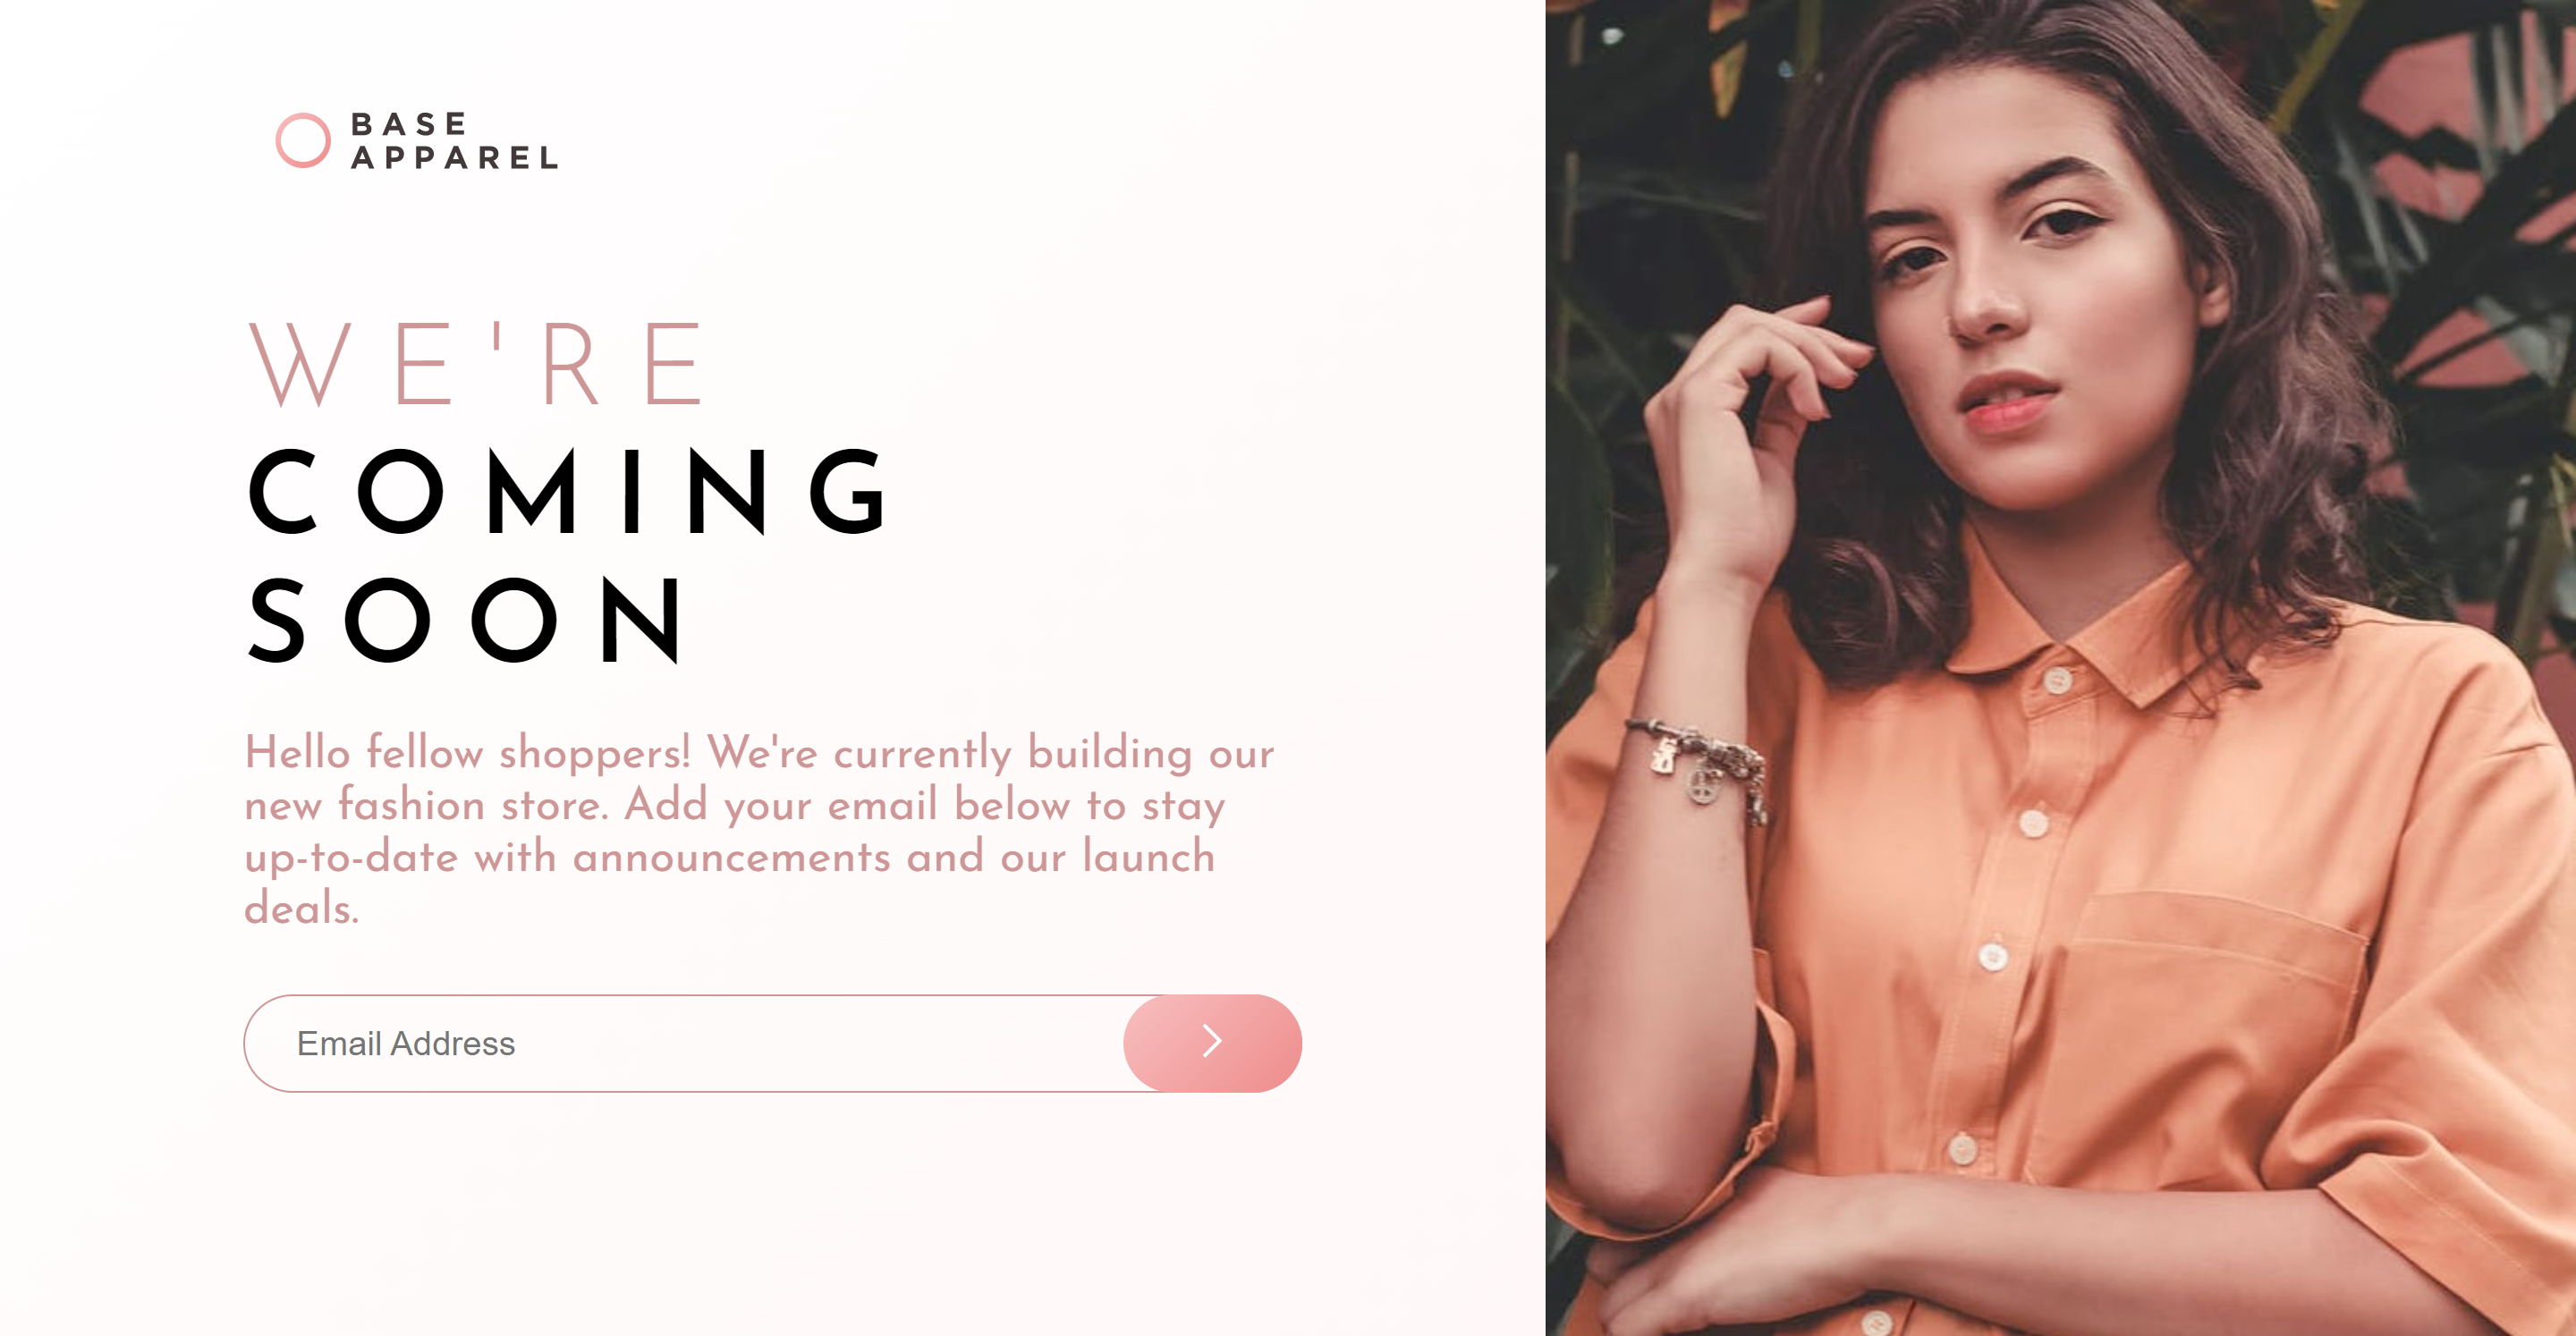 BASE
APPAREL
WE'RE
COMING
SOON
Hello fellow shoppers! We're currently building our
new fashion store. Add your email below to stay
up-to-date with announcements and our launch
deals.
Email Address